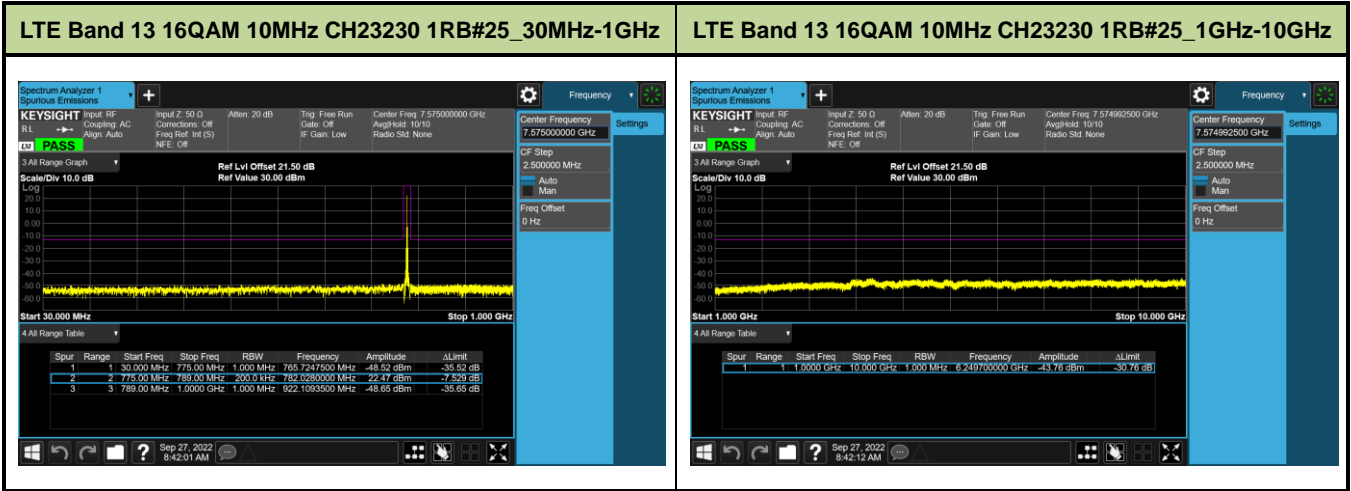 LTE Band 13 16QAM 10MHz CH23230 1RB#25_30MHz-1GHz
LTE Band 13 16QAM 10MHz CH23230 1RB#25_1GHz-10GHz
Spectrum Analyzer 1
Spurious Emissions
Frequency
KEYSIGHT Input: RF Input Z: 50 Ω Atten: 20 dB Trig: Free Run Center Freq: 7.575000000 GHz
RL Coupling: AC Corrections: Off Gate: Off Avg|Hold: 10/10
Align: Auto Freq Ref: Int (S) IF Gain: Low Radio Std: None
PASS NFE: Off
3 All Range Graph
Ref Lvl Offset 21.50 dB
Scale/Div 10.0 dB Ref Value 30.00 dBm
Log
20.0
10.0
0.00
-10.0
-20.0
-30.0
-40.0
-50.0
-60.0
Start 30.000 MHz Stop 1.000 GHz
4 All Range Table
Spur Range Start Freq Stop Freq RBW Frequency Amplitude ΔLimit
1 1 30.000 MHz 775.00 MHz 1.000 MHz 765.7247500 MHz -48.52 dBm -35.52 dB
2 2 775.00 MHz 789.00 MHz 200.0 kHz 782.0280000 MHz 22.47 dBm -7.529 dB
3 3 789.00 MHz 1.0000 GHz 1.000 MHz 922.1093500 MHz -48.65 dBm -35.65 dB
Sep 27, 2022
8:42:01 AM
Center Frequency
7.575000000 GHz
Settings
CF Step
2.500000 MHz
Auto
Man
Freq Offset
0 Hz
Spectrum Analyzer 1
Spurious Emissions
Frequency
KEYSIGHT Input: RF Input Z: 50 Ω Atten: 20 dB Trig: Free Run Center Freq: 7.574992500 GHz
RL Coupling: AC Corrections: Off Gate: Off Avg|Hold: 10/10
Align: Auto Freq Ref: Int (S) IF Gain: Low Radio Std: None
PASS NFE: Off
3 All Range Graph
Ref Lvl Offset 21.50 dB
Scale/Div 10.0 dB Ref Value 30.00 dBm
Log
20.0
10.0
0.00
-10.0
-20.0
-30.0
-40.0
-50.0
-60.0
Start 1.000 GHz Stop 10.000 GHz
4 All Range Table
Spur Range Start Freq Stop Freq RBW Frequency Amplitude ΔLimit
1 1 1.0000 GHz 10.000 GHz 1.000 MHz 6.249700000 GHz -43.76 dBm -30.76 dB
Sep 27, 2022
8:42:12 AM
Center Frequency
7.574992500 GHz
Settings
CF Step
2.500000 MHz
Auto
Man
Freq Offset
0 Hz